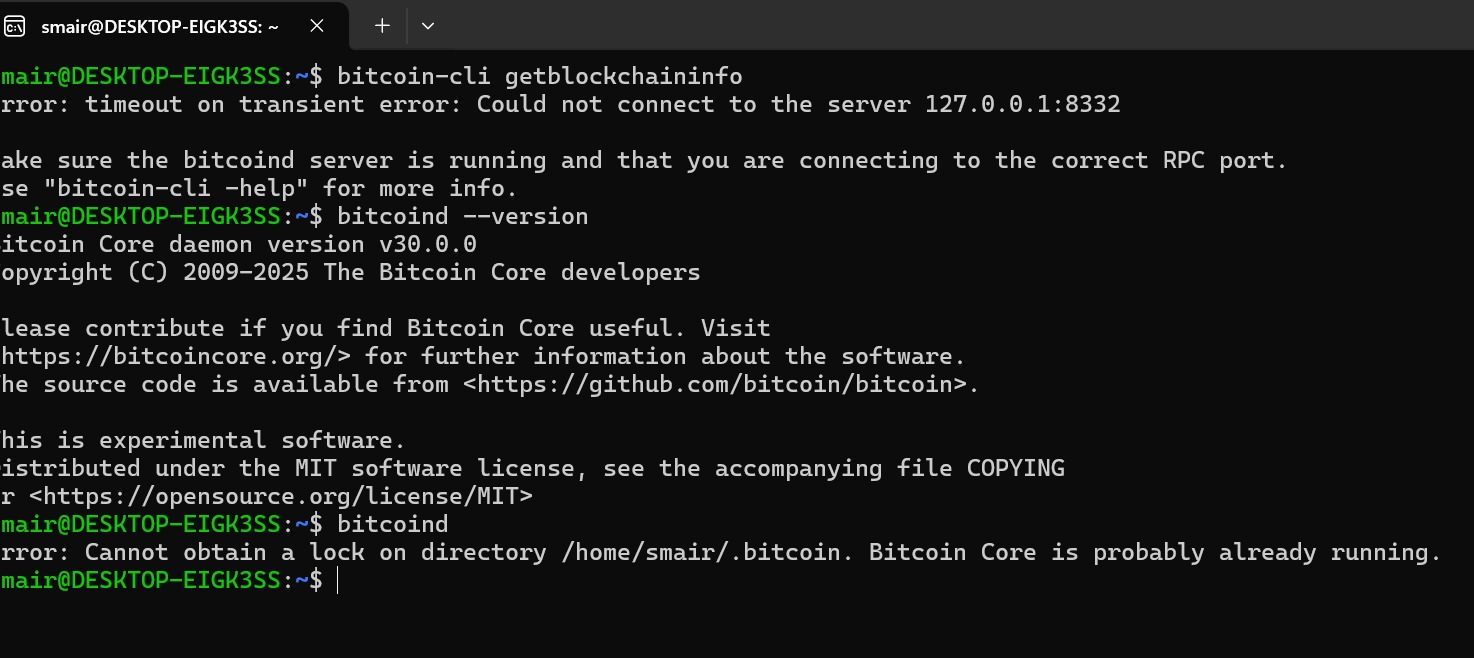 smair@DESKTOP-EIGK3SS: ~
mair@DESKTOP-EIGK3SS:~$ bitcoin-cli getblockchaininfo
rror: timeout on transient error: Could not connect to the server 127.0.0.1:8332
ake sure the bitcoind server is running and that you are connecting to the correct RPC port.
se "bitcoin-cli -help" for more info.
mair@DESKTOP-EIGK3SS:~$ bitcoind --version
itcoin Core daemon version v30.0.0
opyright (C) 2009-2025 The Bitcoin Core developers
lease contribute if you find Bitcoin Core useful. Visit
https://bitcoincore.org/> for further information about the software.
he source code is available from <https://github.com/bitcoin/bitcoin>.
his is experimental software.
istributed under the MIT software license, see the accompanying file COPYING
r <https://opensource.org/license/MIT>
mair@DESKTOP-EIGK3SS:~$ bitcoind
rror: Cannot obtain a lock on directory /home/smair/.bitcoin. Bitcoin Core is probably already running.
mair@DESKTOP-EIGK3SS:~$